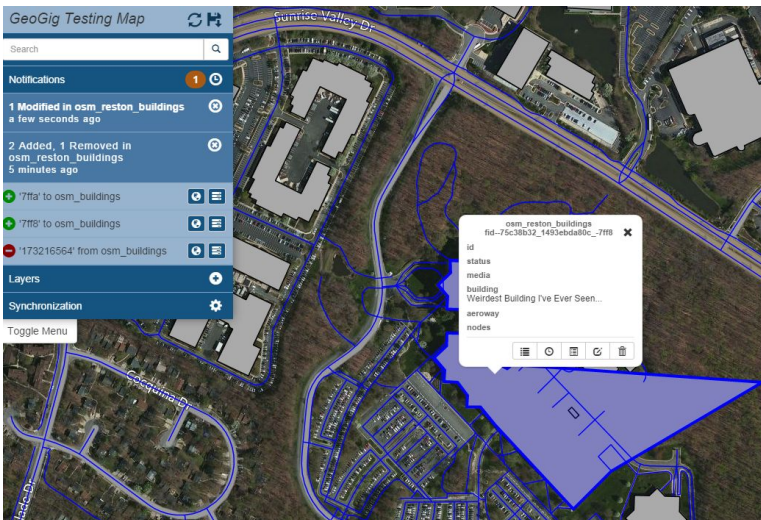 GeoGig Testing Map
Search
Notifications
1
1 Modified in osm_reston_buildings
a few seconds ago
2 Added, 1 Removed in
osm_reston_buildings
5 minutes ago
'7ffa' to osm_buildings
'7ff8' to osm_buildings
'173216564' from osm_buildings
Layers
Synchronization
Toggle Menu
Sunrise Valley Dr
osm_reston_buildings
fid--75c38b32_1493ebda80c_-7ff8
id
status
media
building
Weirdest Building I've Ever Seen...
aeroway
nodes
Cocquina Dr